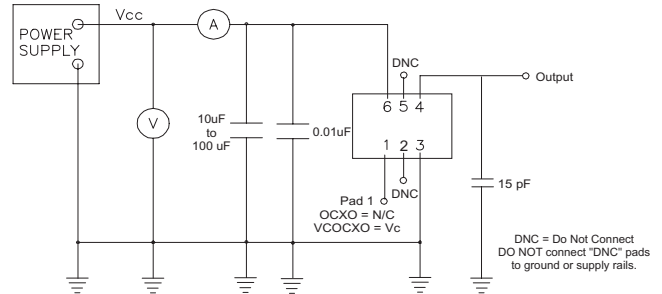 Vcc
POWER
SUPPLY
A
V
10uF
to
100 uF
0.01uF
DNC
6 5 4
1 2 3
DNC
Pad 1
OCXO = N/C
VCOCXO = Vc
Output
15 pF
DNC = Do Not Connect
DO NOT connect "DNC" pads
to ground or supply rails.